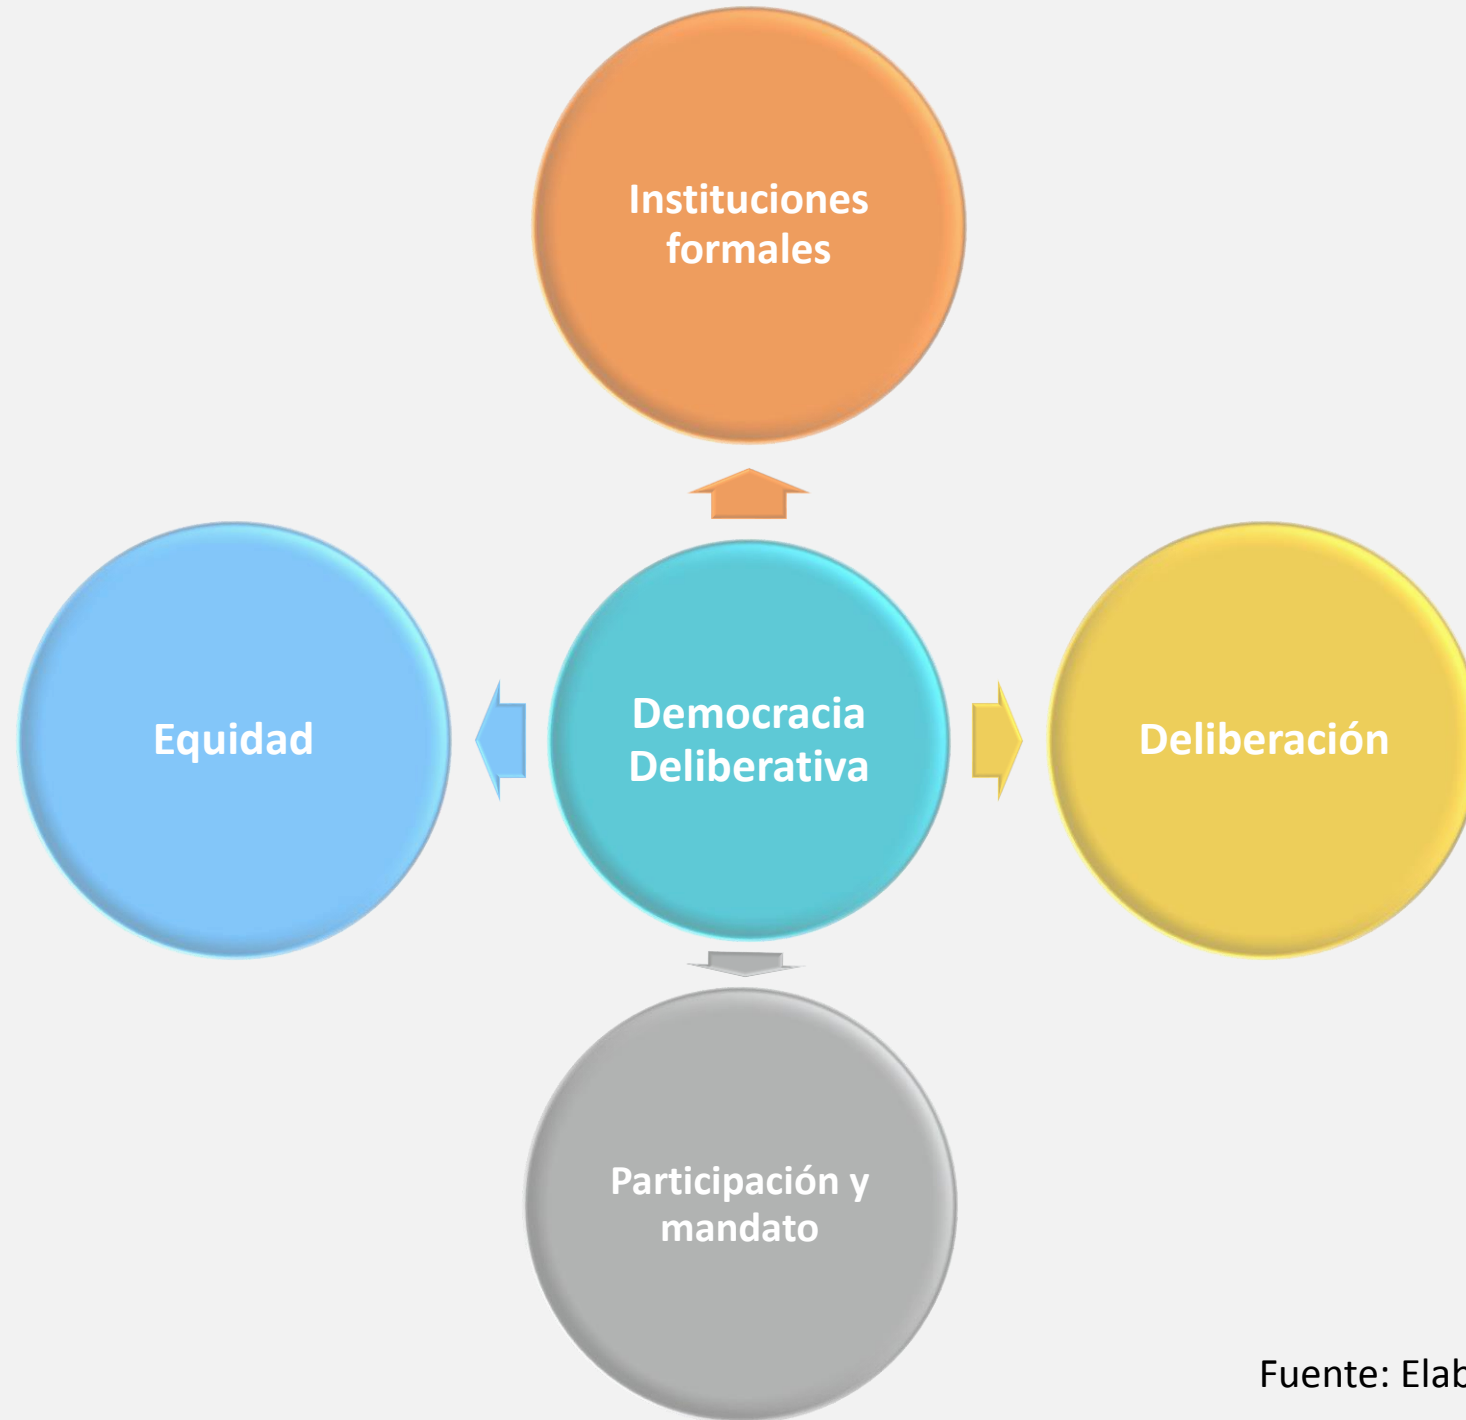 Instituciones
formales
Equidad
Democracia
Deliberativa
Deliberación
Participación y
mandato
Fuente: